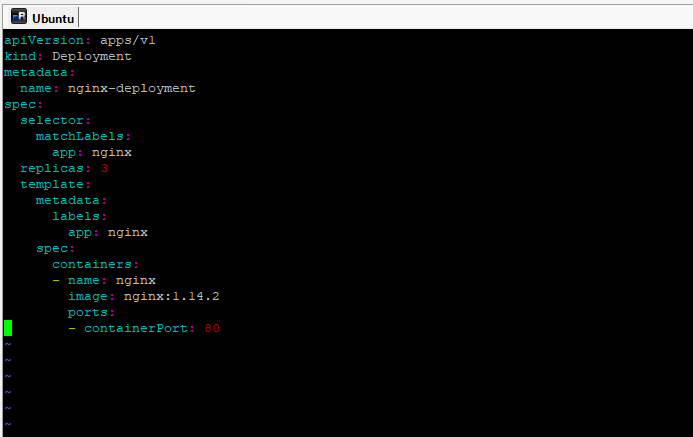 Ubuntu
apiVersion: apps/v1
kind: Deployment
metadata:
  name: nginx-deployment
spec:
  selector:
    matchLabels:
      app: nginx
  replicas: 3
  template:
    metadata:
      labels:
        app: nginx
    spec:
      containers:
      - name: nginx
        image: nginx:1.14.2
        ports:
        - containerPort: 80
~
~
~
~
~
~